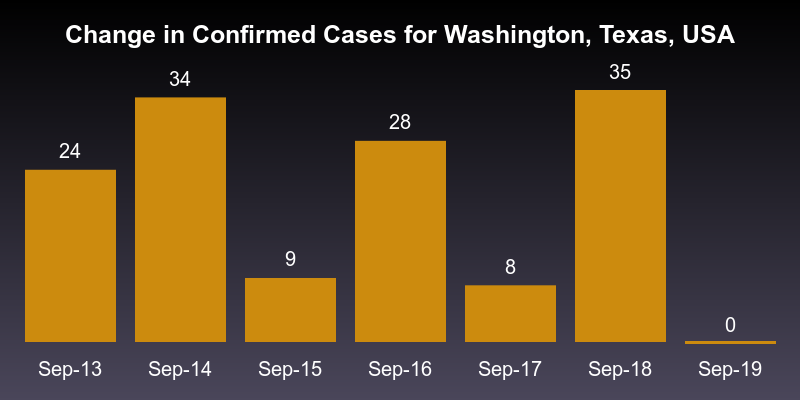 Change in Confirmed Cases for Washington, Texas, USA
24
34
9
28
8
35
0
Sep-13
Sep-14
Sep-15
Sep-16
Sep-17
Sep-18
Sep-19